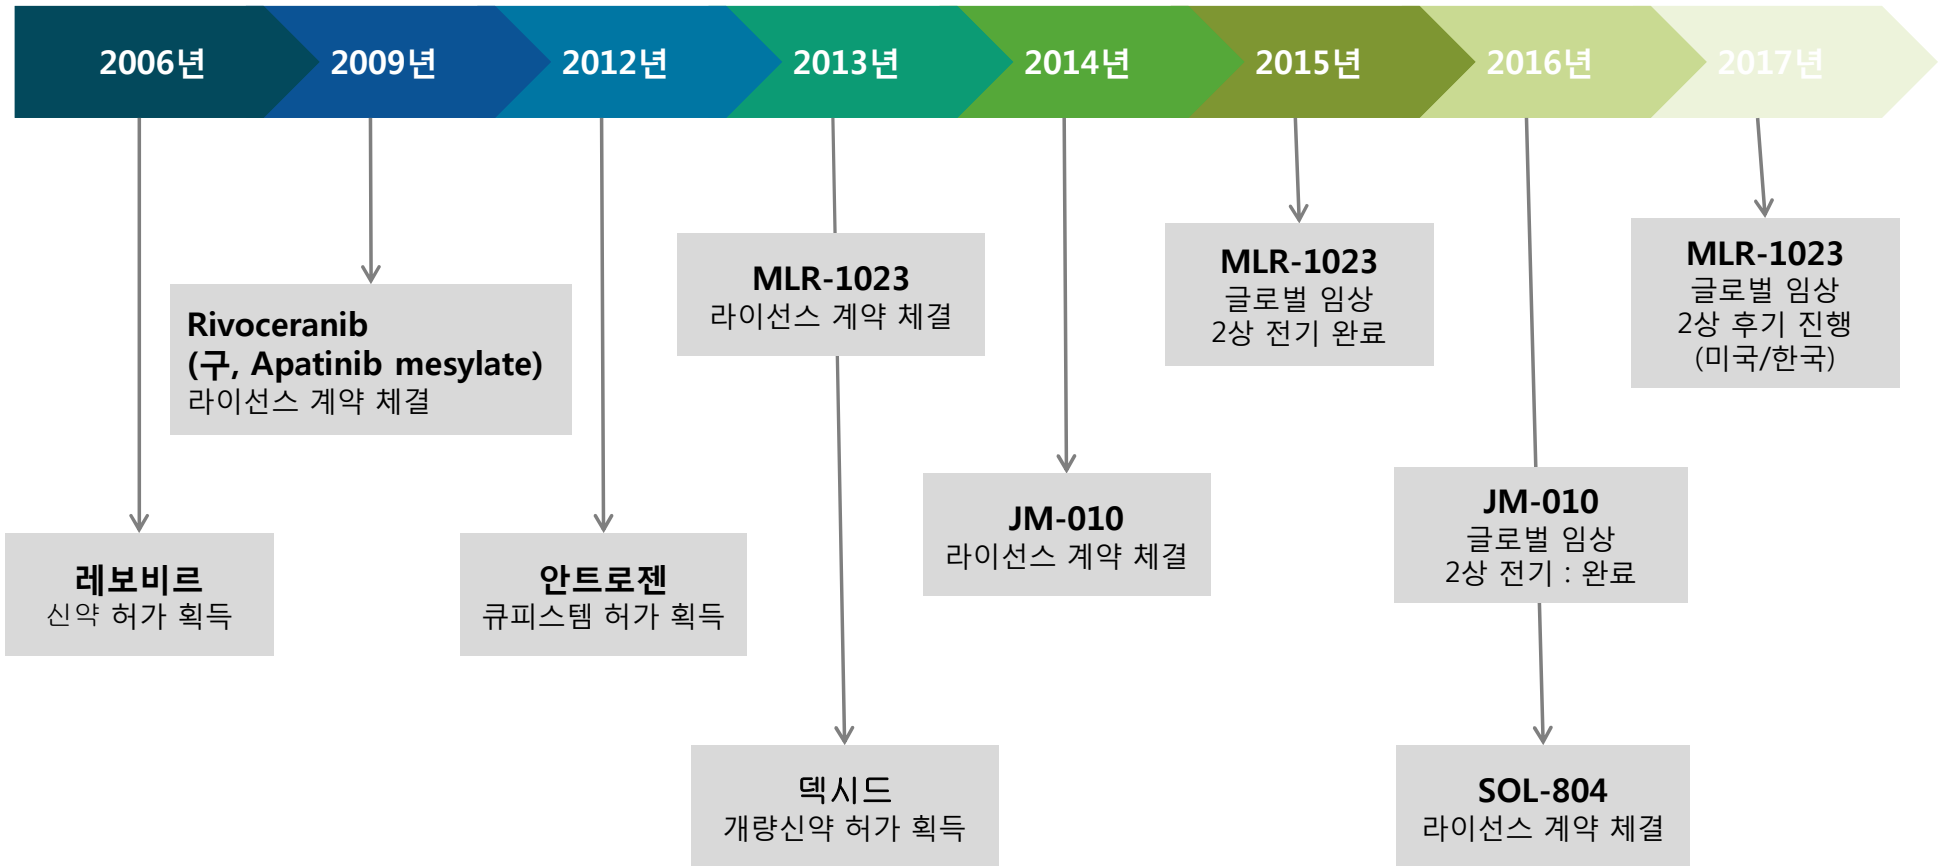 2006년
2009년
2012년
2013년
2014년
2015년
2016년
2017년
레보비르
신약 허가 획득
Rivoceranib
(구, Apatinib mesylate)
라이선스 계약 체결
안트로젠
큐피스템 허가 획득
MLR-1023
라이선스 계약 체결
덱시드
개량신약 허가 획득
JM-010
라이선스 계약 체결
MLR-1023
글로벌 임상
2상 전기 완료
JM-010
글로벌 임상
2상 전기 : 완료
SOL-804
라이선스 계약 체결
MLR-1023
글로벌 임상
2상 후기 진행
(미국/한국)